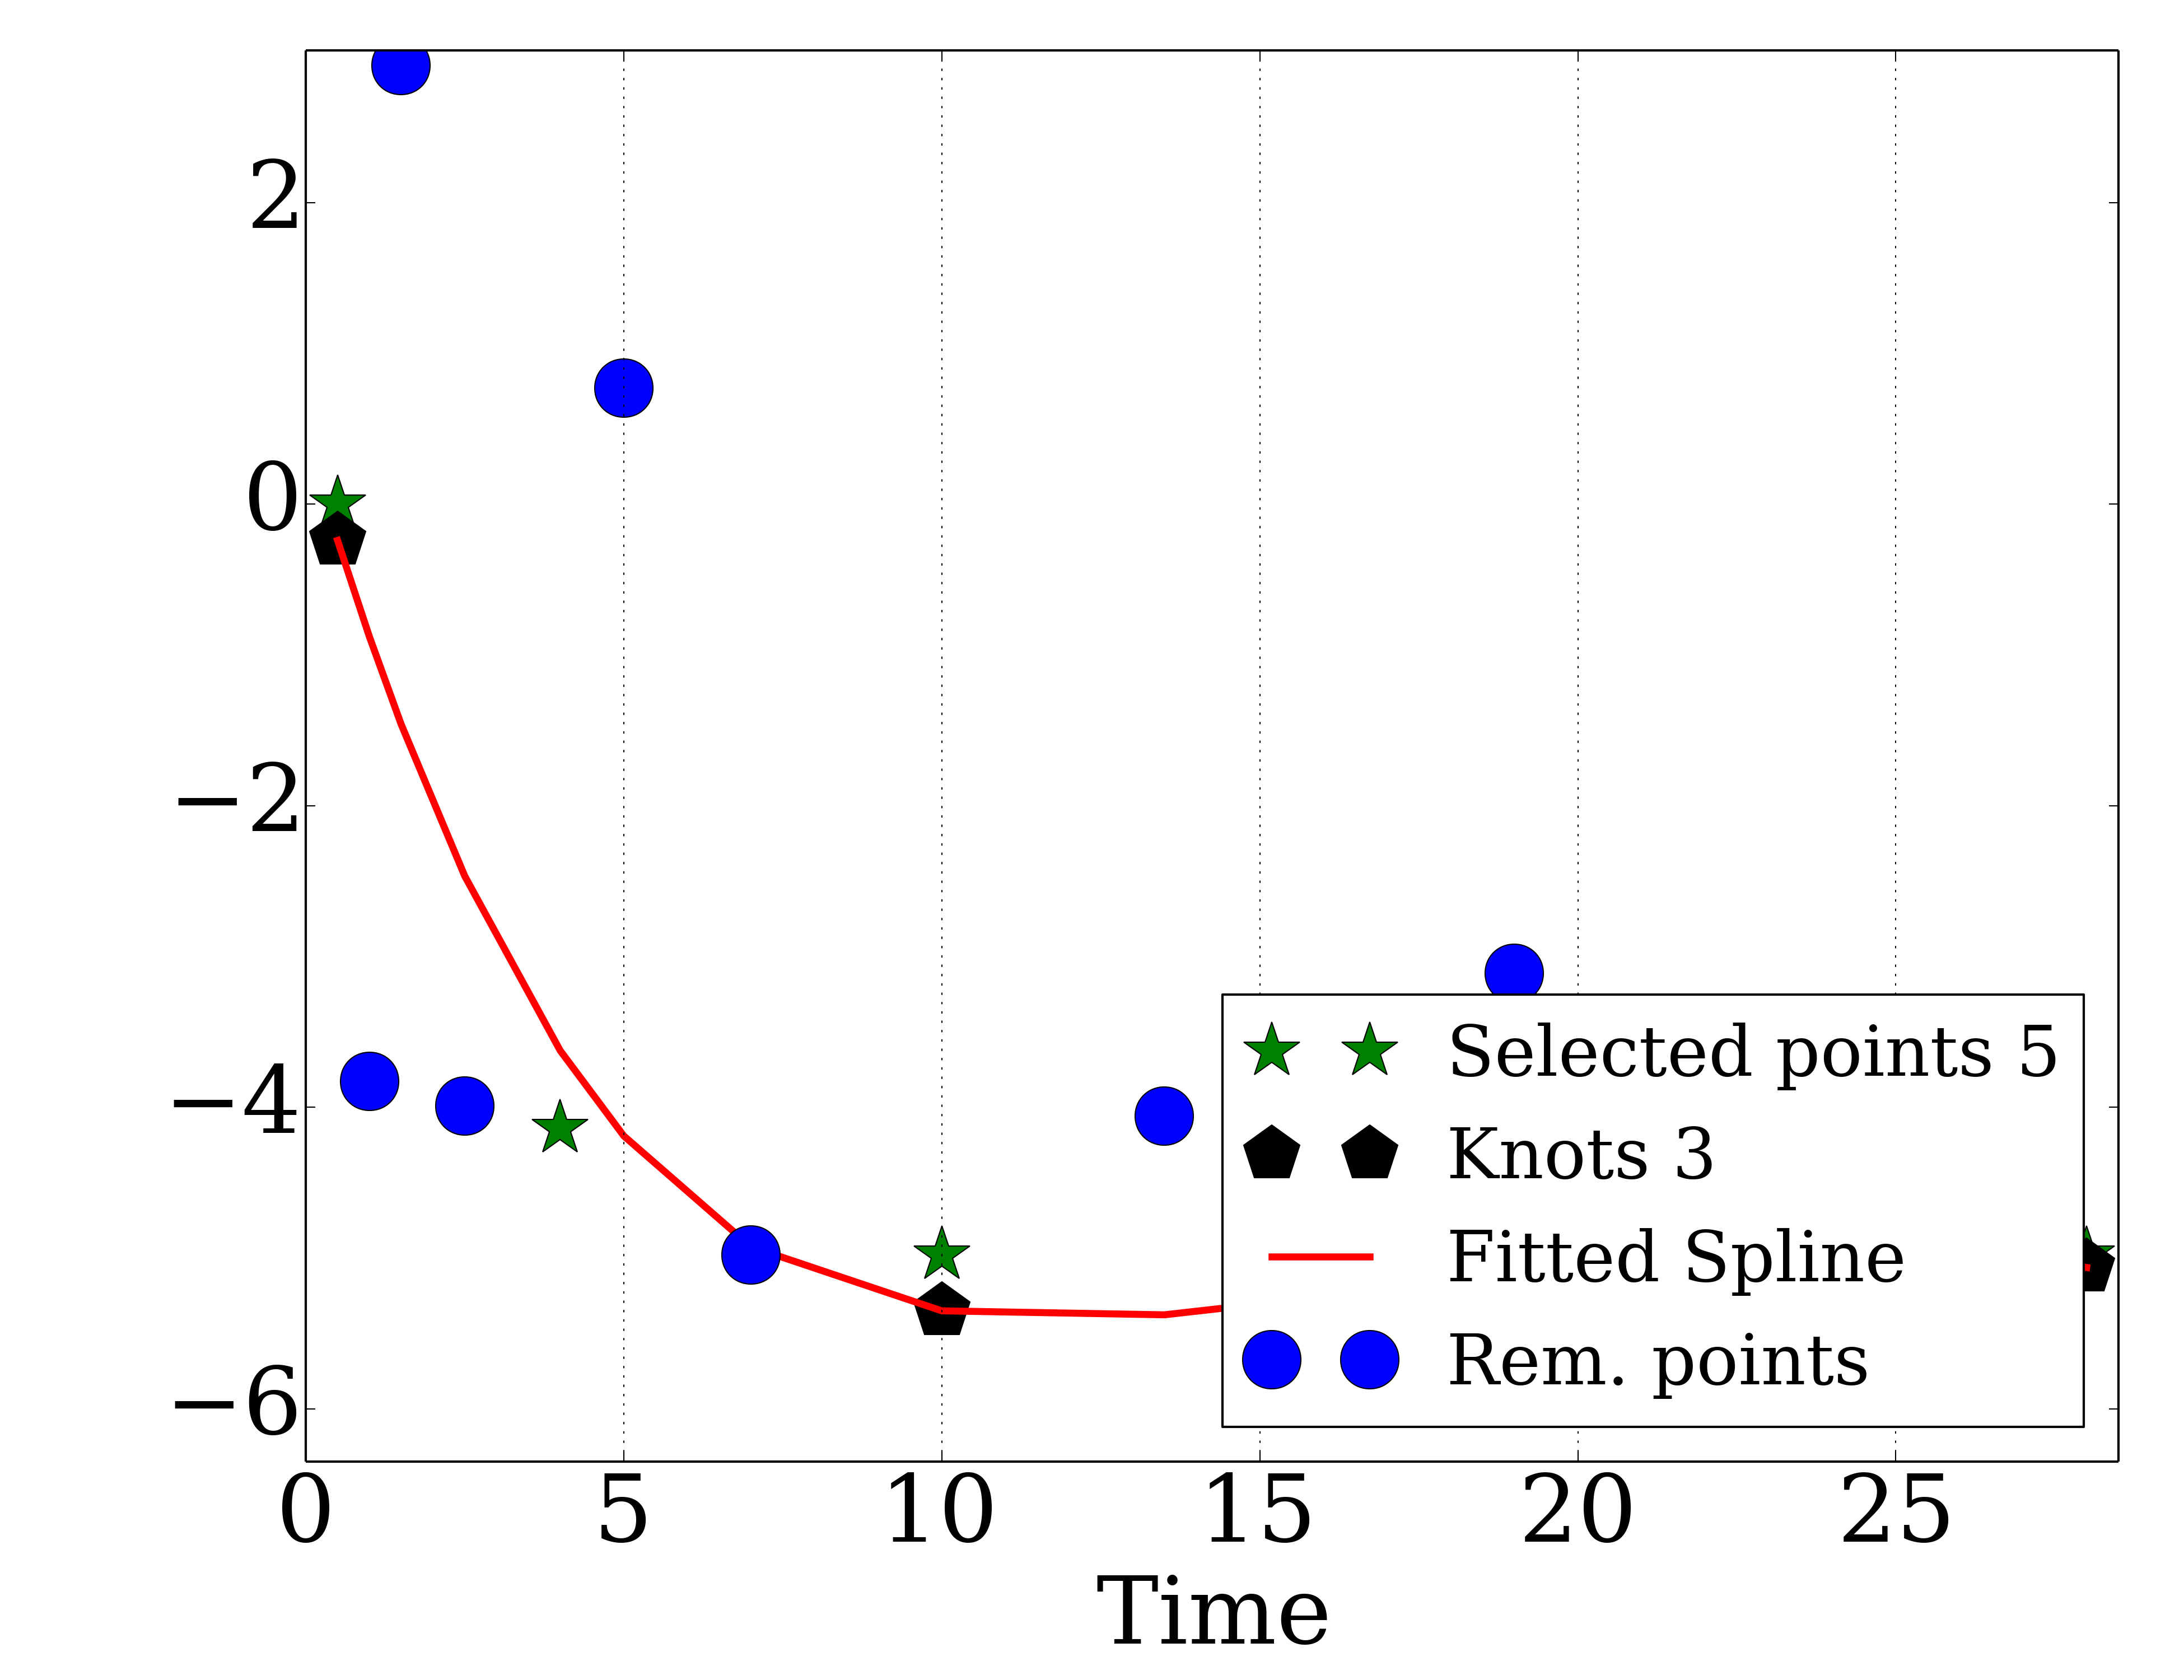 2
0
−2
−4
−6
0 5 10 15 20 25
Time
Selected points 5
Knots 3
Fitted Spline
Rem. points